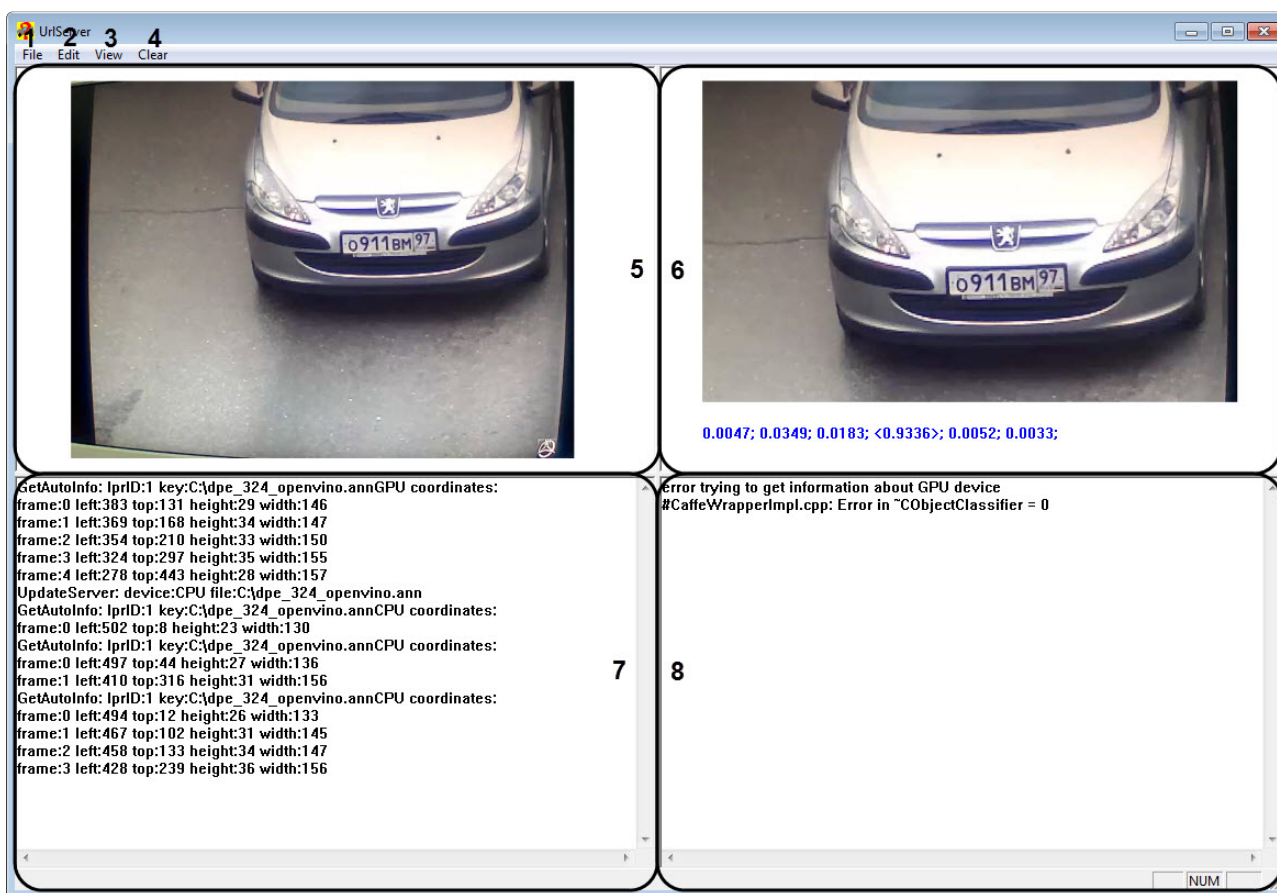 UrlServer
1 2 3 4
File Edit View Clear
О911ВМ 97
5
6
О911ВМ 97
0.0047; 0.0349; 0.0183; <0.9336>; 0.0052; 0.0033;
GetAutoInfo: lprID:1 key:C:\dpe_324_openvino.annGPU coordinates:
frame:0 left:383 top:131 height:29 width:146
frame:1 left:369 top:168 height:34 width:147
frame:2 left:354 top:210 height:33 width:150
frame:3 left:324 top:297 height:35 width:155
frame:4 left:278 top:443 height:28 width:157
UpdateServer: device:CPU file:C:\dpe_324_openvino.ann
GetAutoInfo: lprID:1 key:C:\dpe_324_openvino.annCPU coordinates:
frame:0 left:502 top:8 height:23 width:130
GetAutoInfo: lprID:1 key:C:\dpe_324_openvino.annCPU coordinates:
frame:0 left:497 top:44 height:27 width:136
frame:1 left:410 top:316 height:31 width:156
GetAutoInfo: lprID:1 key:C:\dpe_324_openvino.annCPU coordinates:
frame:0 left:494 top:12 height:26 width:133
frame:1 left:467 top:102 height:31 width:145
frame:2 left:458 top:133 height:34 width:147
frame:3 left:428 top:239 height:36 width:156
7
error trying to get information about GPU device
#CaffeWrapperImpl.cpp: Error in ~CObjectClassifier = 0
8
NUM